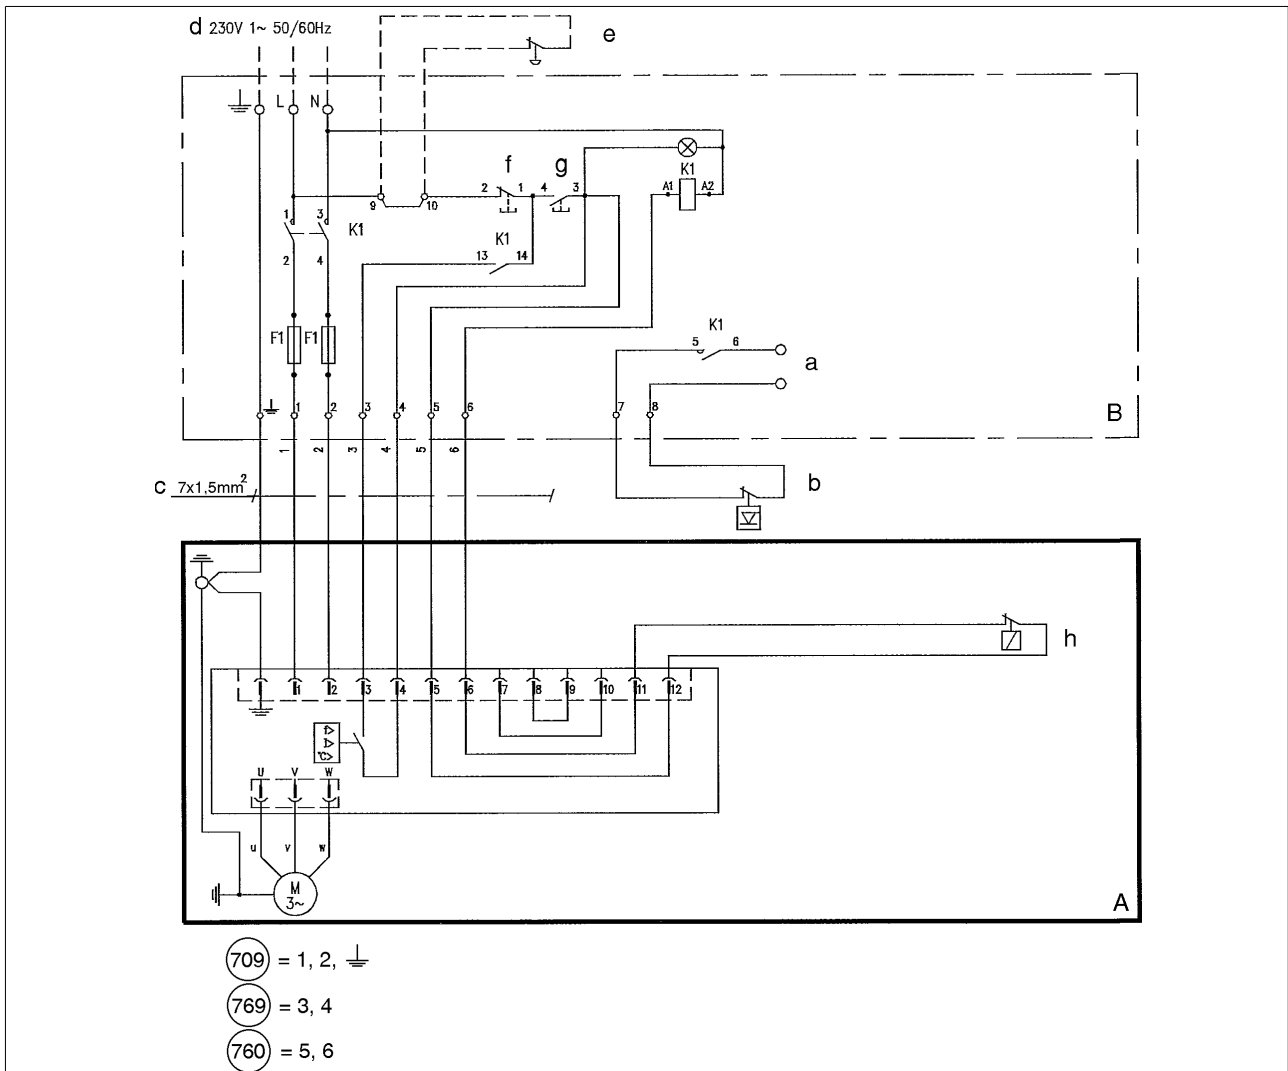 d 230V 1~ 50/60Hz
e
L N
f g
K1
2 1 4 3 A1 A2
9 10
1 3 K1
K1
2 4 13 14
F1 F1
K1
5 6
a
1 2 3 4 5 6 7 8
B
1 2 3 4 5 6
c 7x1,5mm²
b
h
1 2 3 4 5 6 7 8 9 10 11 12
f>
I>
°C>
U V W
u v w
M
3~
A
709 = 1, 2,
769 = 3, 4
760 = 5, 6